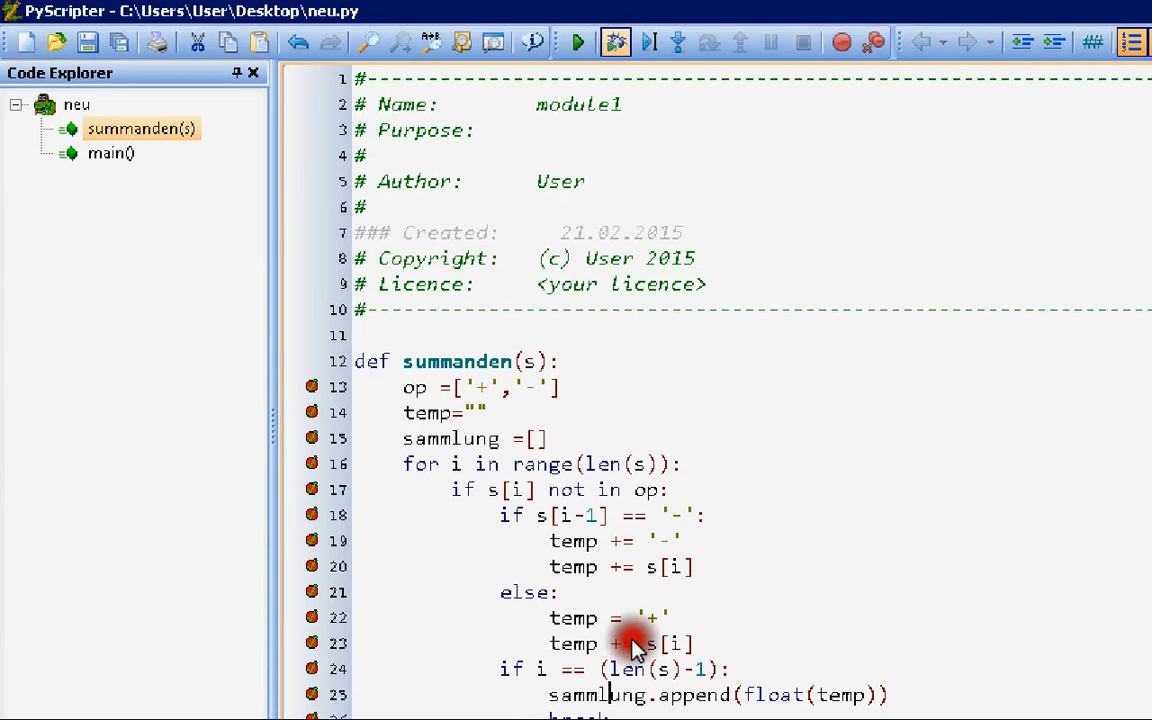 PyScripter - C:\Users\User\Desktop\neu.py
Code Explorer
neu
summanden(s)
main()
1 #-------------------------------------------------------------------------------
2 # Name: module1
3 # Purpose:
4 #
5 # Author: User
6 #
7 ### Created: 21.02.2015
8 # Copyright: (c) User 2015
9 # Licence: <your licence>
10 #-------------------------------------------------------------------------------
11
12 def summanden(s):
13 op =['+','-']
14 temp=""
15 sammlung =[]
16 for i in range(len(s)):
17 if s[i] not in op:
18 if s[i-1] == '-':
19 temp += '-'
20 temp += s[i]
21 else:
22 temp = '+'
23 temp += s[i]
24 if i == (len(s)-1):
25 sammlung.append(float(temp))
26 break